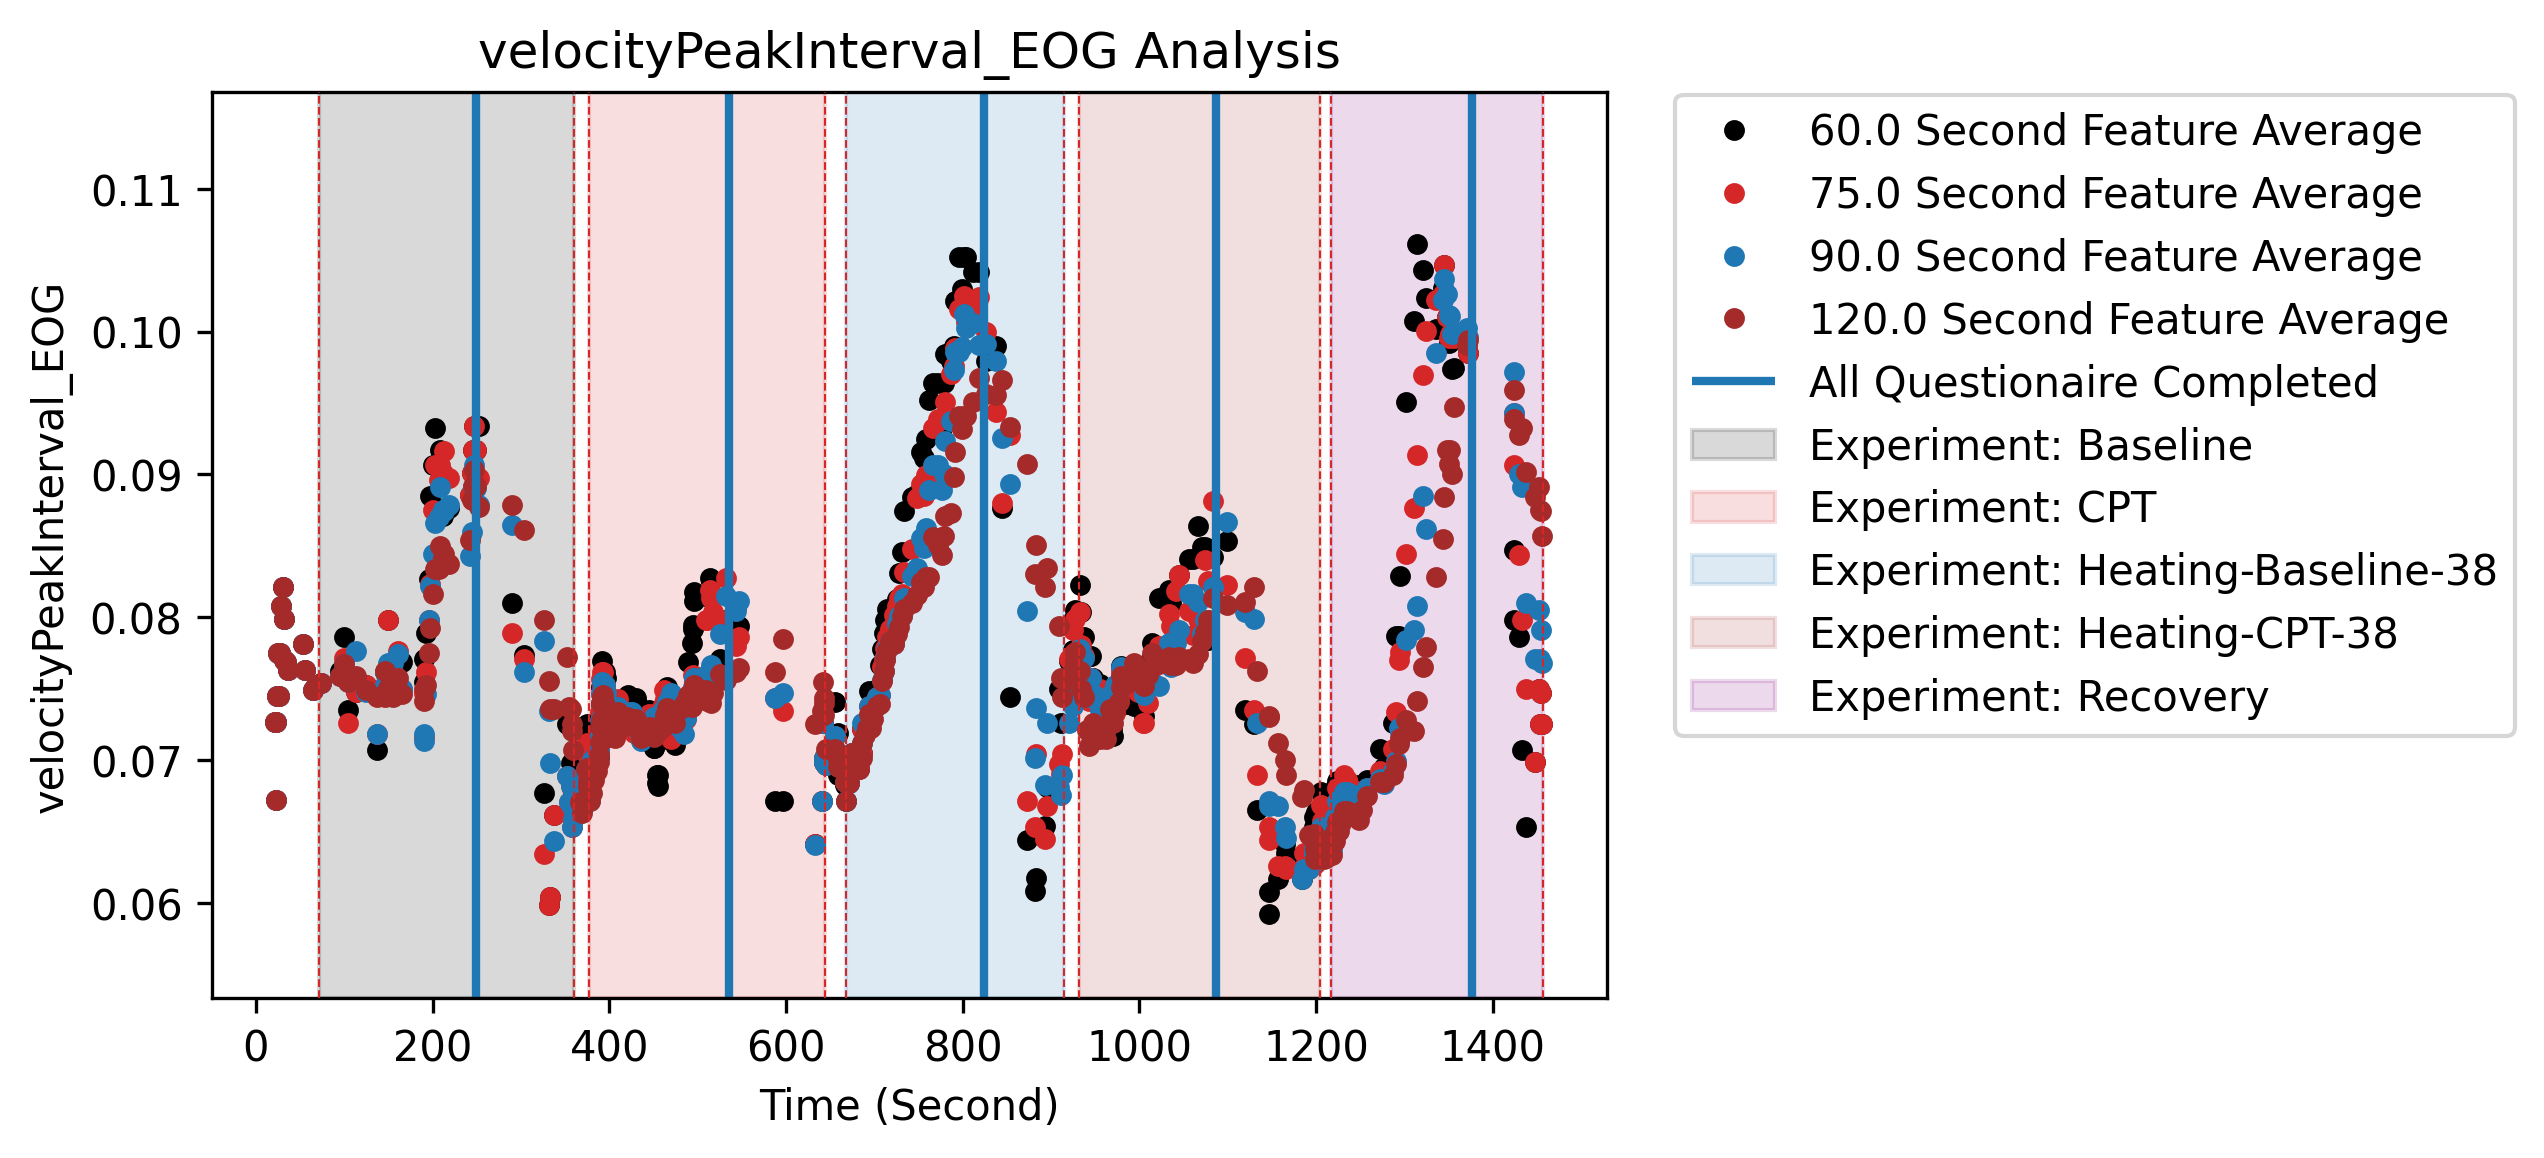 velocityPeakInterval_EOG Analysis
velocityPeakInterval_EOG
0.11
0.10
0.09
0.08
0.07
0.06
0 200 400 600 800 1000 1200 1400
Time (Second)
60.0 Second Feature Average
75.0 Second Feature Average
90.0 Second Feature Average
120.0 Second Feature Average
All Questionaire Completed
Experiment: Baseline
Experiment: CPT
Experiment: Heating-Baseline-38
Experiment: Heating-CPT-38
Experiment: Recovery